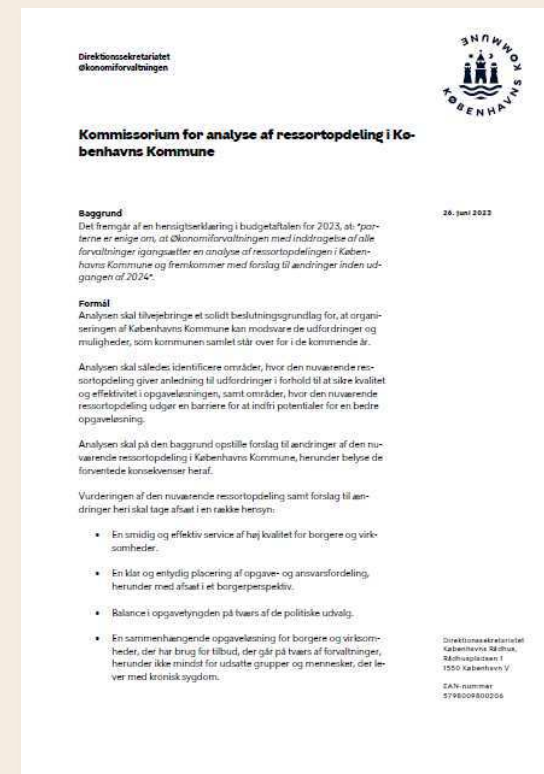 Direktionssekretariatet
Økonomiforvaltningen
KØBENHAVNS KOMMUNE
Kommissorium for analyse af ressortopdeling i Kø-
benhavns Kommune
26. juni 2023
Baggrund
Det fremgår af en hensigtserklæring i budgetaftalen for 2023, at: "par-
terne er enige om, at Økonomiforvaltningen med inddragelse af alle
forvaltninger igangsætter en analyse af ressortopdelingen i Køben-
havns Kommune og fremkommer med forslag til ændringer inden ud-
gangen af 2024".
Formål
Analysen skal tilvejebringe et solidt beslutningsgrundlag for, at organi-
seringen af Københavns Kommune kan modsvare de udfordringer og
muligheder, som kommunen samlet står over for i de kommende år.
Analysen skal således identificere områder, hvor den nuværende res-
sortopdeling giver anledning til udfordringer i forhold til at sikre kvalitet
og effektivitet i opgaveløsningen, samt områder, hvor den nuværende
ressortopdeling udgør en barriere for at indfri potentialer for en bedre
opgaveløsning.
Analysen skal på den baggrund opstille forslag til ændringer af den nu-
værende ressortopdeling i Københavns Kommune, herunder belyse de
forventede konsekvenser heraf.
Vurderingen af den nuværende ressortopdeling samt forslag til æn-
dringer heri skal tage afsæt i en række hensyn:
• En smidig og effektiv service af høj kvalitet for borgere og virk-
somheder.
• En klar og entydig placering af opgave- og ansvarsfordeling,
herunder med afsæt i et borgerperspektiv.
• Balance i opgavetyngden på tværs af de politiske udvalg.
• En sammenhængende opgaveløsning for borgere og virksom-
heder, der har brug for tilbud, der går på tværs af forvaltninger,
herunder ikke mindst for udsatte grupper og mennesker, der le-
ver med kronisk sygdom.
Direktionssekretariatet
Københavns Rådhus,
Rådhuspladsen 1
1550 København V
EAN-nummer
5798009800206